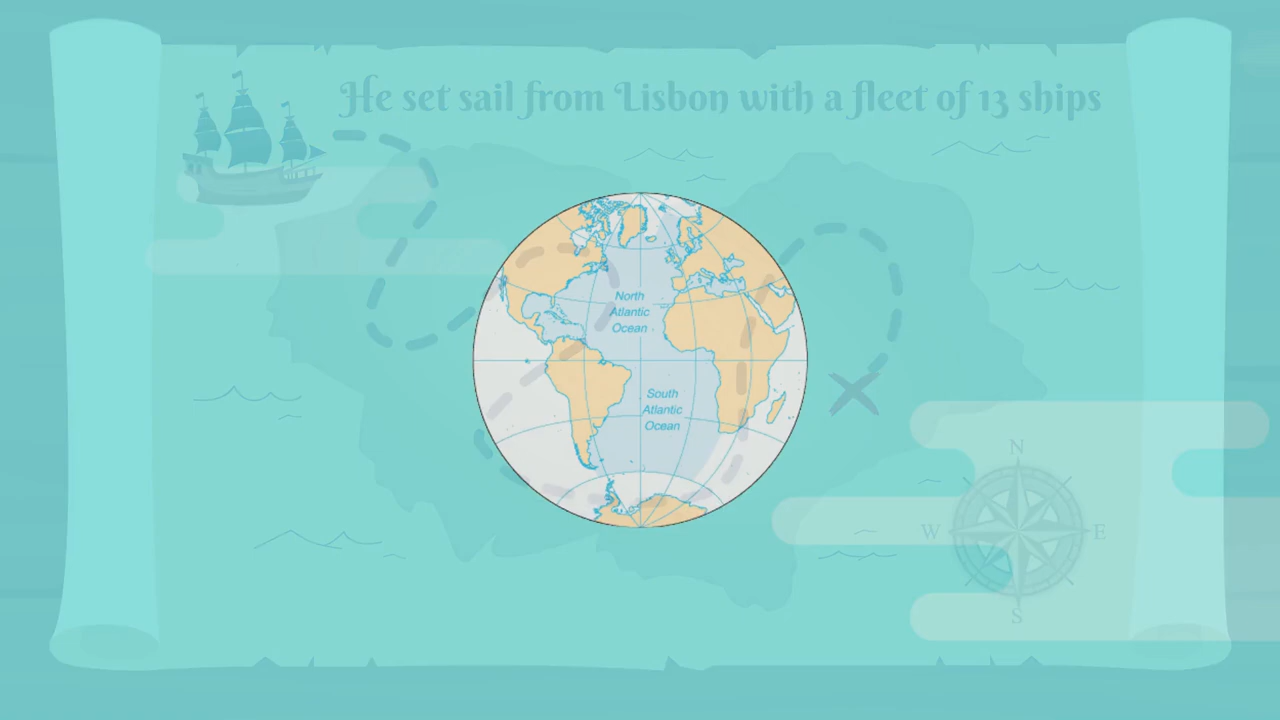 He set sail from Lisbon with a fleet of 13 ships
North
Atlantic
Ocean
South
Atlantic
Ocean
N
W
E
S